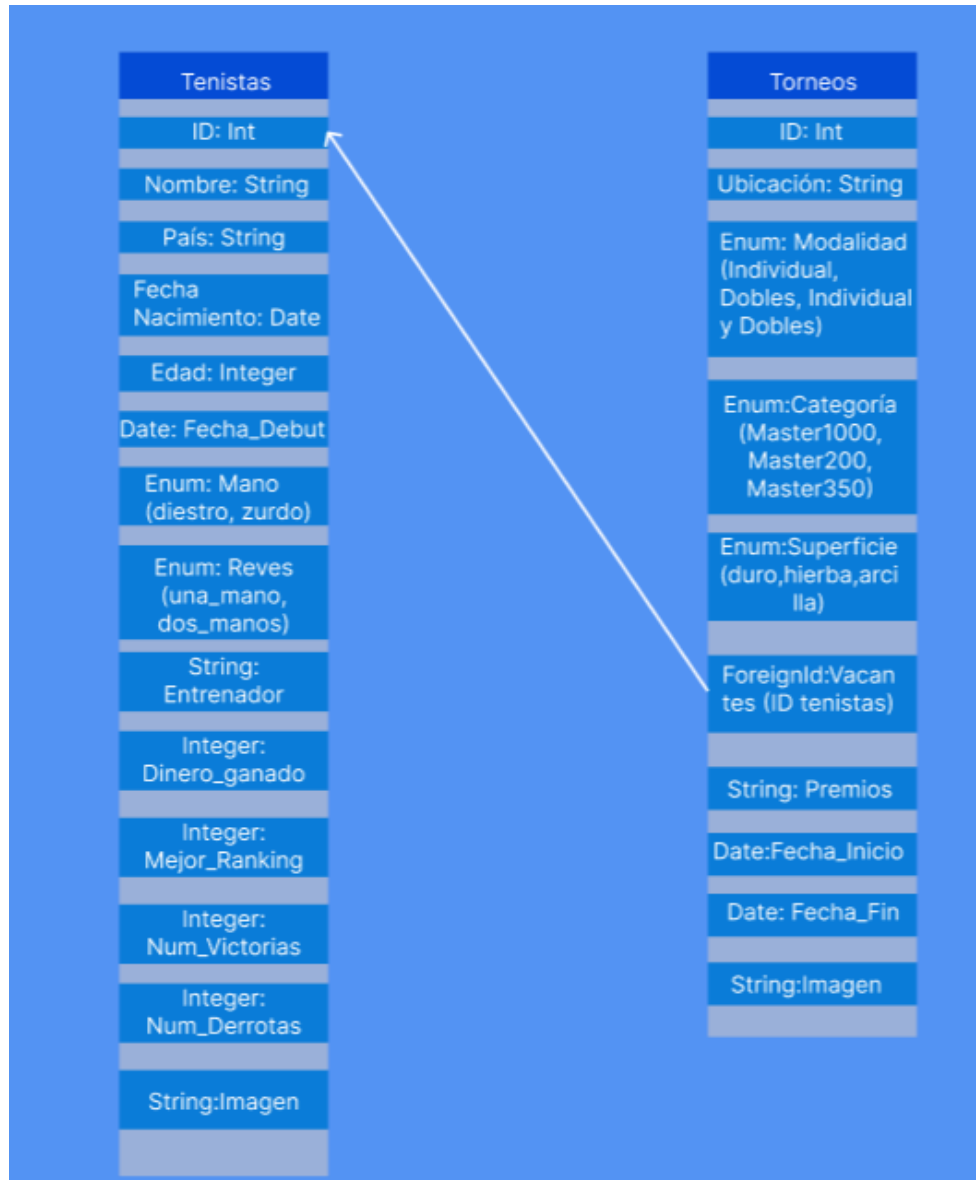 Tenistas
ID: Int
Nombre: String
País: String
Fecha
Nacimiento: Date
Edad: Integer
Date: Fecha_Debut
Enum: Mano
(diestro, zurdo)
Enum: Reves
(una_mano,
dos_manos)
String:
Entrenador
Integer:
Dinero_ganado
Integer:
Mejor_Ranking
Integer:
Num_Victorias
Integer:
Num_Derrotas
String:Imagen
Torneos
ID: Int
Ubicación: String
Enum: Modalidad
(Individual,
Dobles, Individual
y Dobles)
Enum:Categoría
(Master1000,
Master200,
Master350)
Enum:Superficie
(duro,hierba,arci
lla)
ForeignId:Vacan
tes (ID tenistas)
String: Premios
Date:Fecha_Inicio
Date: Fecha_Fin
String:Imagen